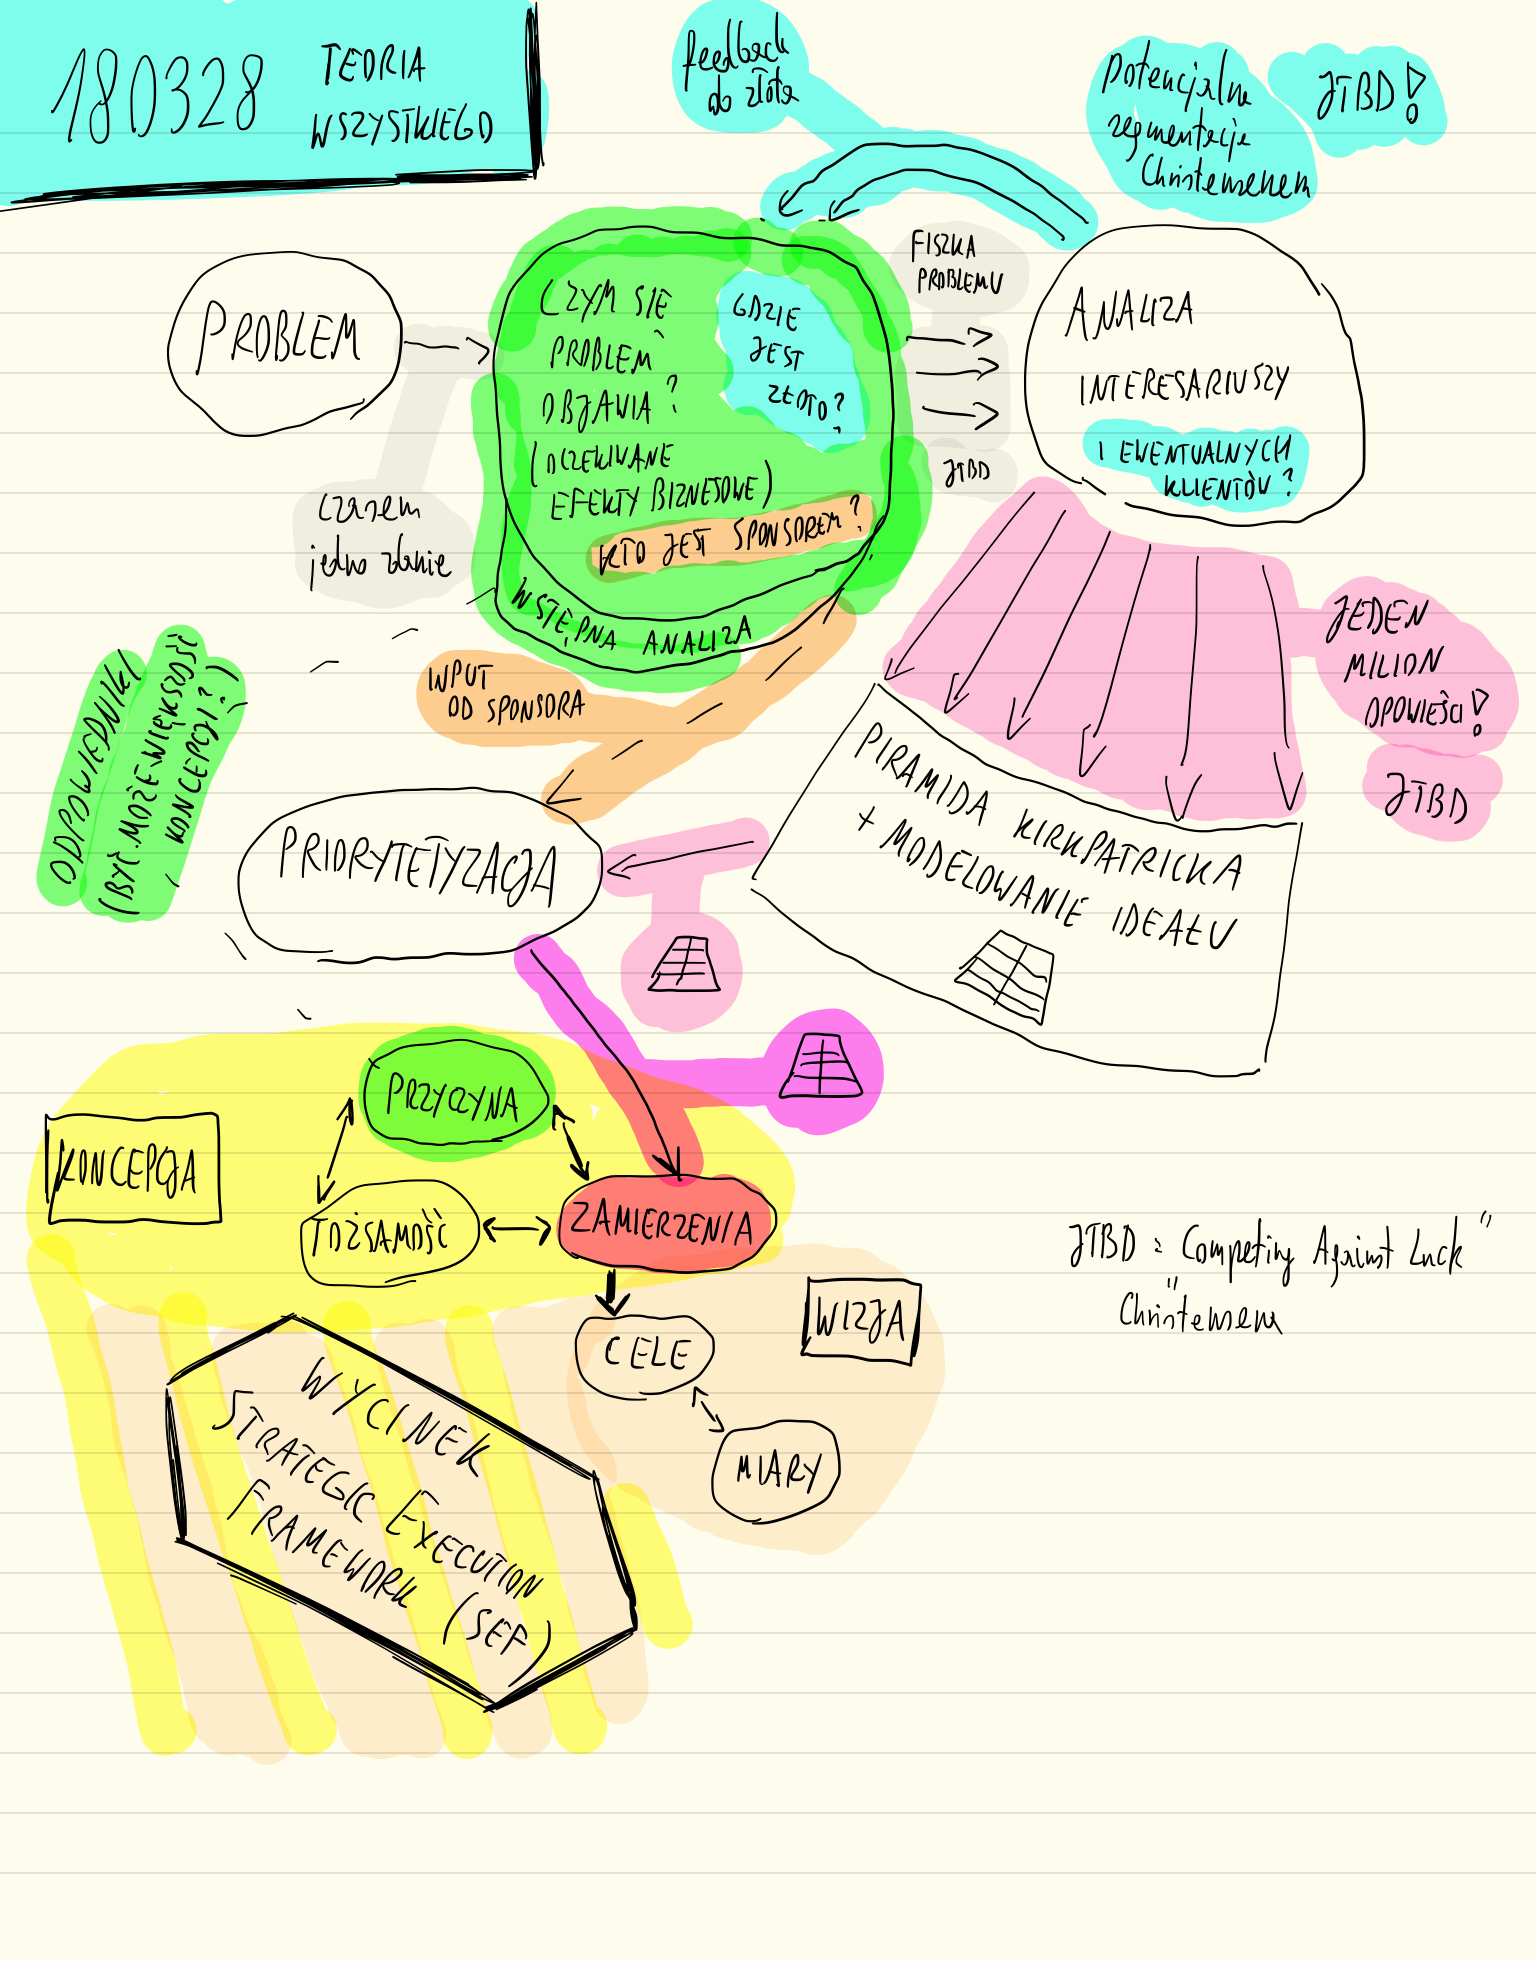 180328
TEORIA
WSZYSTKIEGO
feedback
do złota
Potencjalne
segmentacje
Christensenem
JTBD!
PROBLEM
CZYM SIĘ
PROBLEM
OBJAWIA?
(OCZEKIWANE
EFEKTY BIZNESOWE)
GDZIE
JEST
ZŁOTO?
KTO JEST SPONSOREM?
WSTĘPNA ANALIZA
FISZKA
PROBLEMU
JTBD
ANALIZA
INTERESARIUSZY
I EWENTUALNYCH
KLIENTÓW?
czasem
jedno zdanie
INPUT
OD SPONSORA
JEDEN
MILION
OPOWIEŚCI!
JTBD
ODPOWIEDNIKI
(BYĆ MOŻE WIĘKSZOŚĆ
KONCEPCJI?)
PRIORYTETYZACJA
PIRAMIDA KIRKPATRICKA
+ MODELOWANIE IDEAŁU
PRZYCZYNA
KONCEPCJA
TOŻSAMOŚĆ
ZAMIERZENIA
JTBD = Competing Against Luck"
"Christensena
CELE
WIZJA
MIARY
WYCINEK
STRATEGIC EXECUTION
FRAMEWORK (SEF)